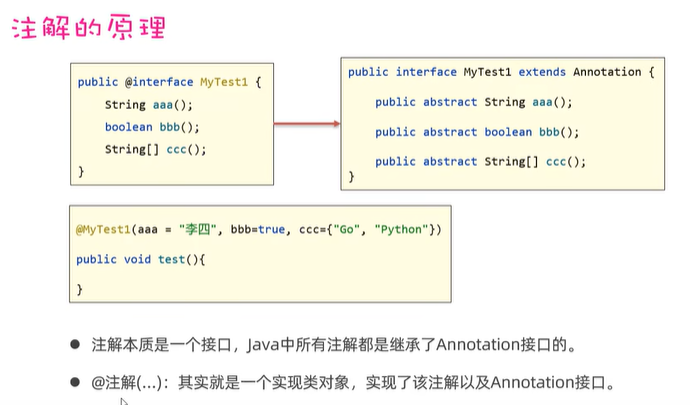 注解的原理
public @interface MyTest1 {
String aaa();
boolean bbb();
String[] ccc();
}
public interface MyTest1 extends Annotation {
public abstract String aaa();
public abstract boolean bbb();
public abstract String[] ccc();
}
@MyTest1(aaa = "李四", bbb=true, ccc={"Go", "Python"})
public void test(){
}
● 注解本质是一个接口，Java中所有注解都是继承了Annotation接口的。
● @注解(...)：其实就是一个实现类对象，实现了该注解以及Annotation接口。